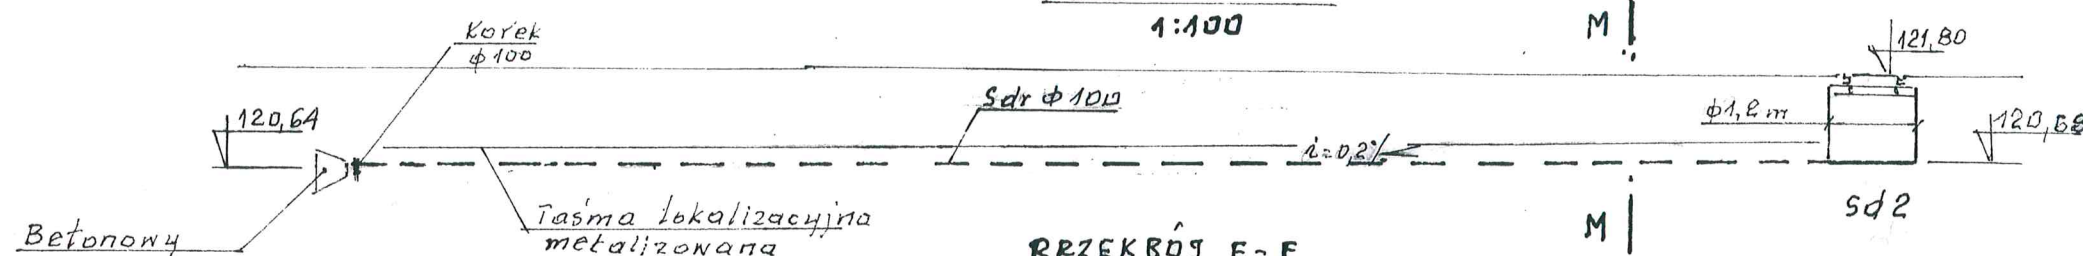 1:100
M
121,80
Korek
ϕ100
Sdr ϕ100
ϕ1,2 m
120,64
120,68
i=0,2%
sd2
Taśma lokalizacyjna
metalizowana
Betonowy
M
PRZEKRÓJ E-E